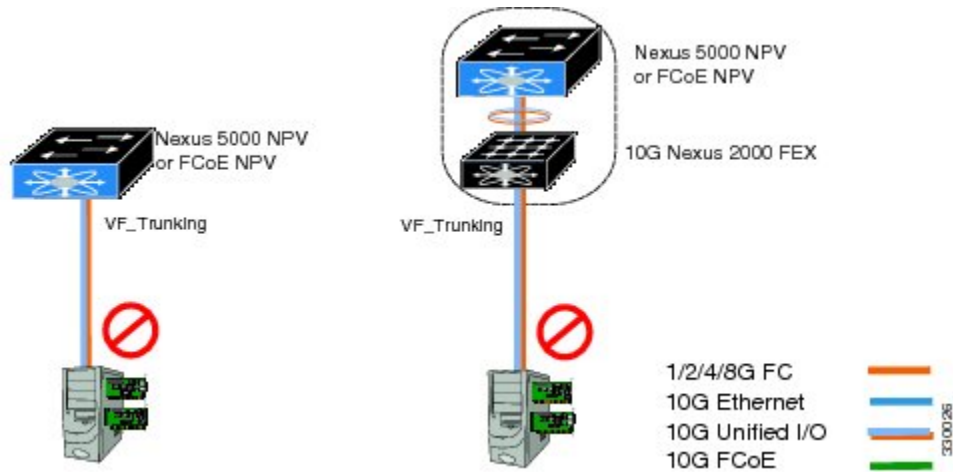 Nexus 5000 NPV
or FCoE NPV
VF_Trunking
Nexus 5000 NPV
or FCoE NPV
10G Nexus 2000 FEX
VF_Trunking
1/2/4/8G FC
10G Ethernet
10G Unified I/O
10G FCoE
330026